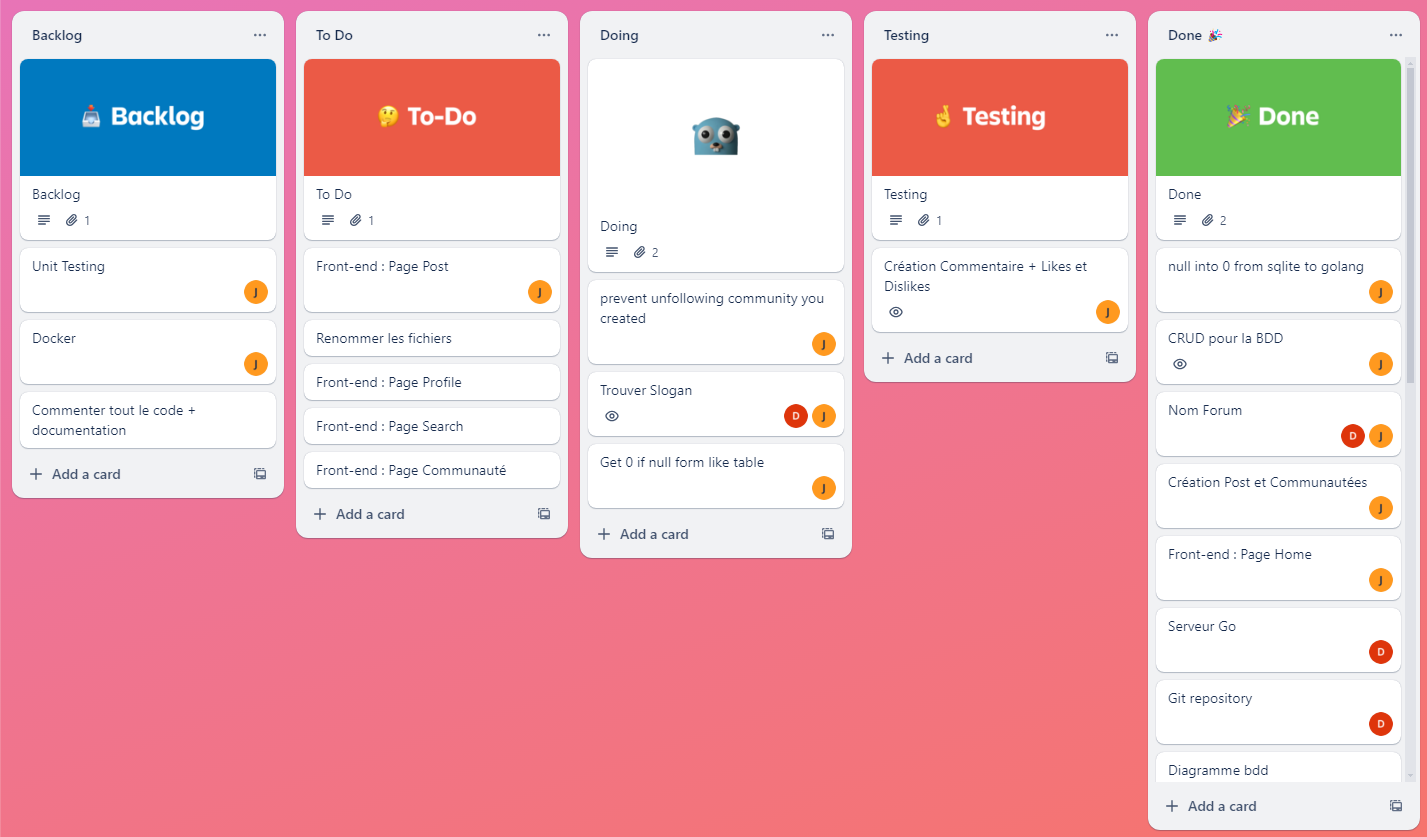 Backlog
Backlog
Backlog
1
Unit Testing
J
Docker
J
Commenter tout le code +
documentation
Add a card
To Do
To-Do
To Do
1
Front-end : Page Post
J
Renommer les fichiers
Front-end : Page Profile
Front-end : Page Search
Front-end : Page Communauté
Add a card
Doing
Doing
2
prevent unfollowing community you
created
J
Trouver Slogan
D J
Get 0 if null form like table
J
Add a card
Testing
Testing
Testing
1
Création Commentaire + Likes et
Dislikes
J
Add a card
Done
Done
Done
2
null into 0 from sqlite to golang
J
CRUD pour la BDD
J
Nom Forum
D J
Création Post et Communautées
J
Front-end : Page Home
J
Serveur Go
D
Git repository
D
Diagramme bdd
Add a card